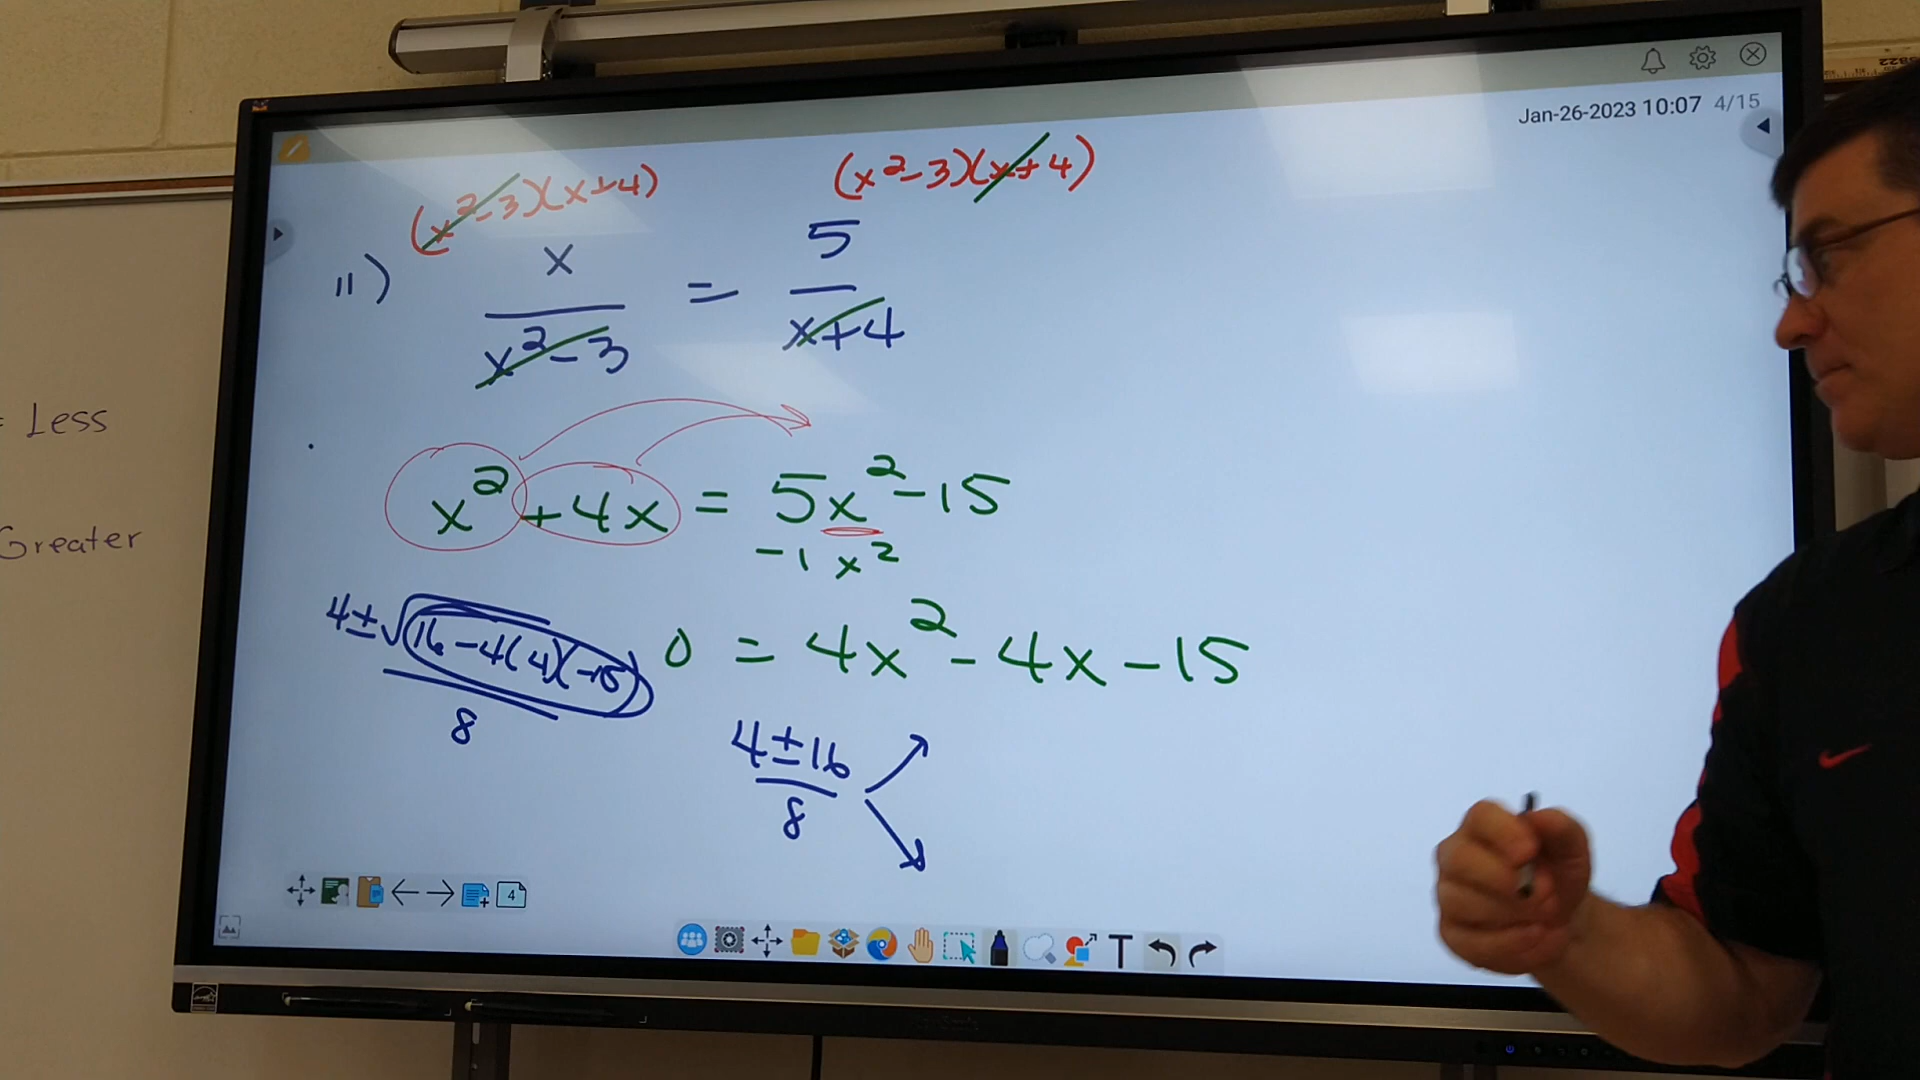 Jan-26-2023 10:07 4/15
(x²-3)(x+4) (x²-3)(x+4)
11) x/(x²-3) = 5/(x+4)
x² + 4x = 5x² - 15
-1x²
0 = 4x² - 4x - 15
4±√(16-4(4)(-15)
8
4±16
8
4
T
Less
Greater